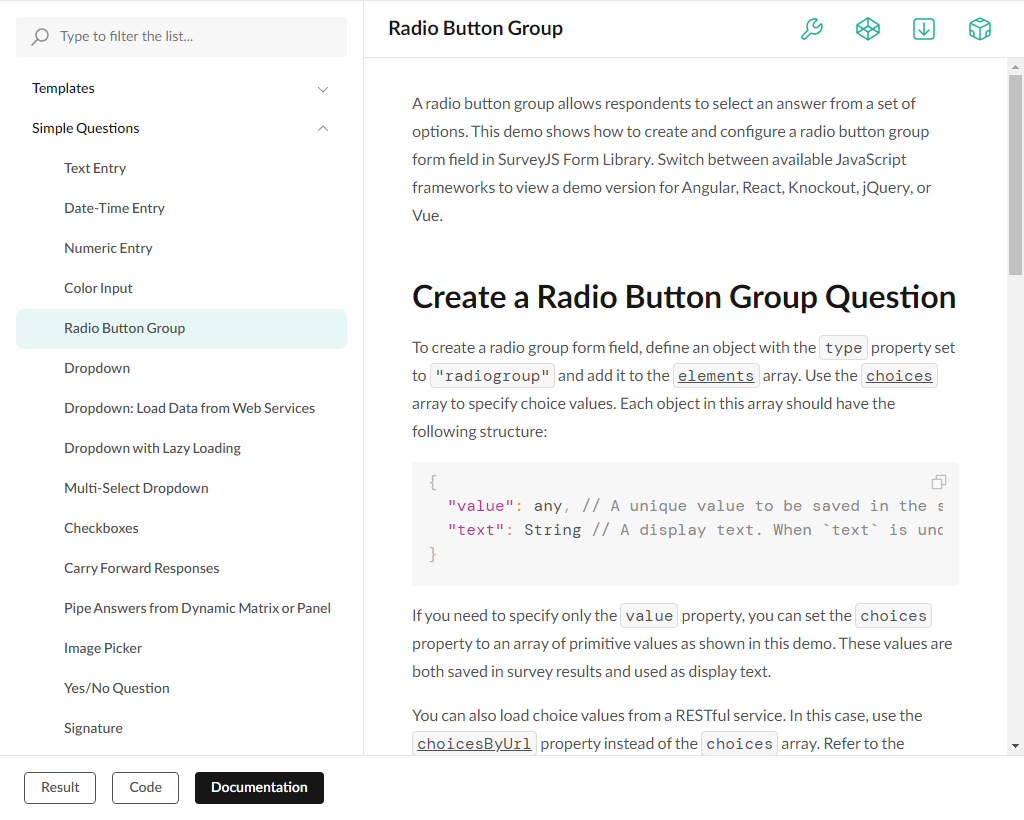 Type to filter the list...
Templates
Simple Questions
Text Entry
Date-Time Entry
Numeric Entry
Color Input
Radio Button Group
Dropdown
Dropdown: Load Data from Web Services
Dropdown with Lazy Loading
Multi-Select Dropdown
Checkboxes
Carry Forward Responses
Pipe Answers from Dynamic Matrix or Panel
Image Picker
Yes/No Question
Signature
Radio Button Group
A radio button group allows respondents to select an answer from a set of
options. This demo shows how to create and configure a radio button group
form field in SurveyJS Form Library. Switch between available JavaScript
frameworks to view a demo version for Angular, React, Knockout, jQuery, or
Vue.
Create a Radio Button Group Question
To create a radio group form field, define an object with the type property set
to "radiogroup" and add it to the elements array. Use the choices
array to specify choice values. Each object in this array should have the
following structure:
{
"value": any, // A unique value to be saved in the s
"text": String // A display text. When `text` is und
}
If you need to specify only the value property, you can set the choices
property to an array of primitive values as shown in this demo. These values are
both saved in survey results and used as display text.
You can also load choice values from a RESTful service. In this case, use the
choicesByUrl property instead of the choices array. Refer to the
Result
Code
Documentation